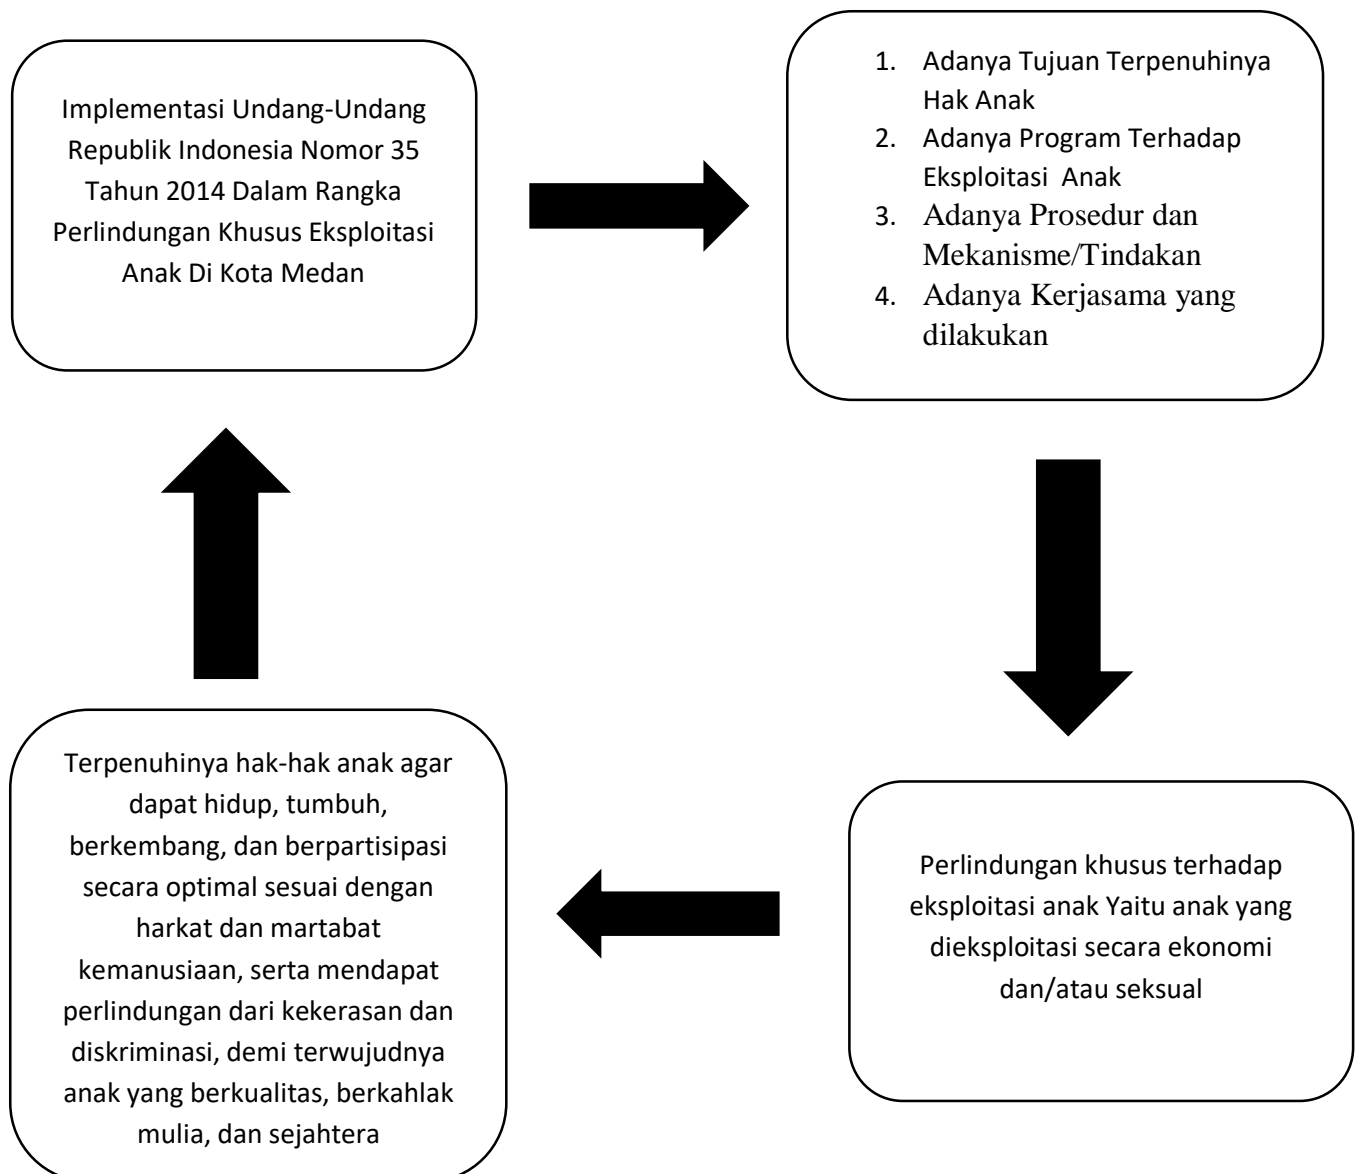 Implementasi Undang-Undang
Republik Indonesia Nomor 35
Tahun 2014 Dalam Rangka
Perlindungan Khusus Eksploitasi
Anak Di Kota Medan
1. Adanya Tujuan Terpenuhinya
Hak Anak
2. Adanya Program Terhadap
Eksploitasi Anak
3. Adanya Prosedur dan
Mekanisme/Tindakan
4. Adanya Kerjasama yang
dilakukan
Perlindungan khusus terhadap
eksploitasi anak Yaitu anak yang
dieksploitasi secara ekonomi
dan/atau seksual
Terpenuhinya hak-hak anak agar
dapat hidup, tumbuh,
berkembang, dan berpartisipasi
secara optimal sesuai dengan
harkat dan martabat
kemanusiaan, serta mendapat
perlindungan dari kekerasan dan
diskriminasi, demi terwujudnya
anak yang berkualitas, berkahlak
mulia, dan sejahtera